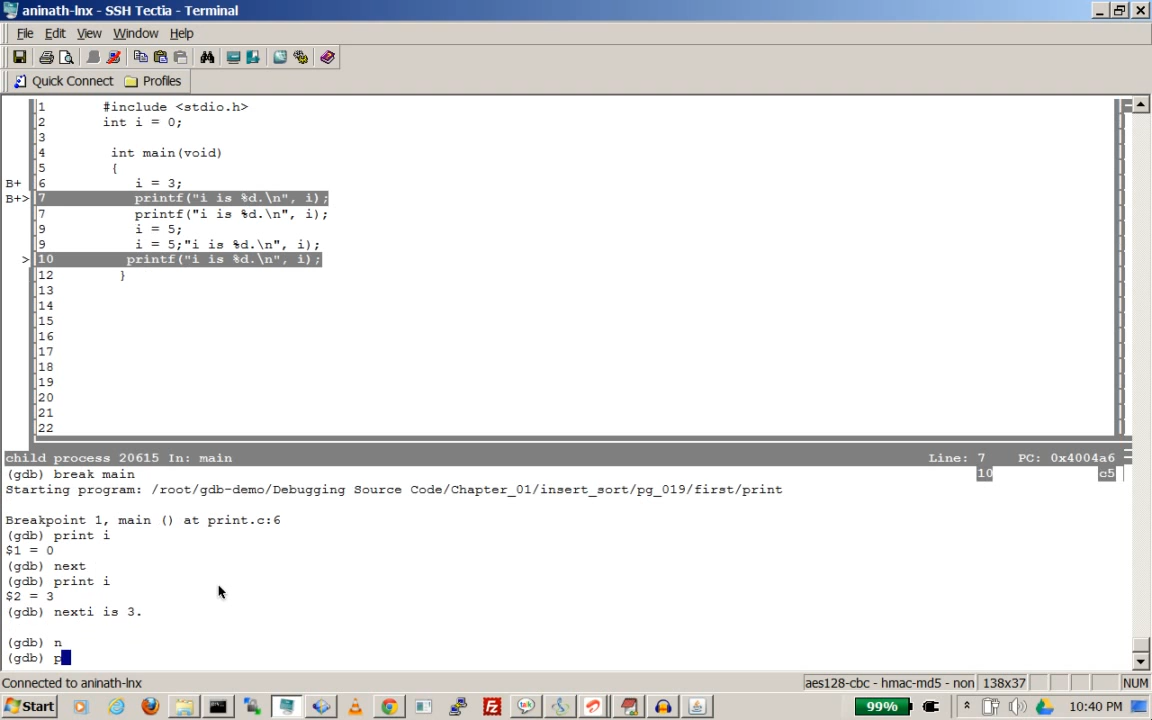 aninath-lnx - SSH Tectia - Terminal
File Edit View Window Help
Quick Connect Profiles
1 #include <stdio.h>
2 int i = 0;
3
4 int main(void)
5 {
B+ 6 i = 3;
B+> 7 printf("i is %d.\n", i);
7 printf("i is %d.\n", i);
9 i = 5;
9 i = 5;"i is %d.\n", i);
> 10 printf("i is %d.\n", i);
12 }
13
14
15
16
17
18
19
20
21
22
child process 20615 In: main Line: 7 PC: 0x4004a6
(gdb) break main 10 c5
Starting program: /root/gdb-demo/Debugging Source Code/Chapter_01/insert_sort/pg_019/first/print
Breakpoint 1, main () at print.c:6
(gdb) print i
$1 = 0
(gdb) next
(gdb) print i
$2 = 3
(gdb) nexti is 3.
(gdb) n
(gdb) p
Connected to aninath-lnx aes128-cbc - hmac-md5 - non 138x37 NUM
Start talk 99% 10:40 PM